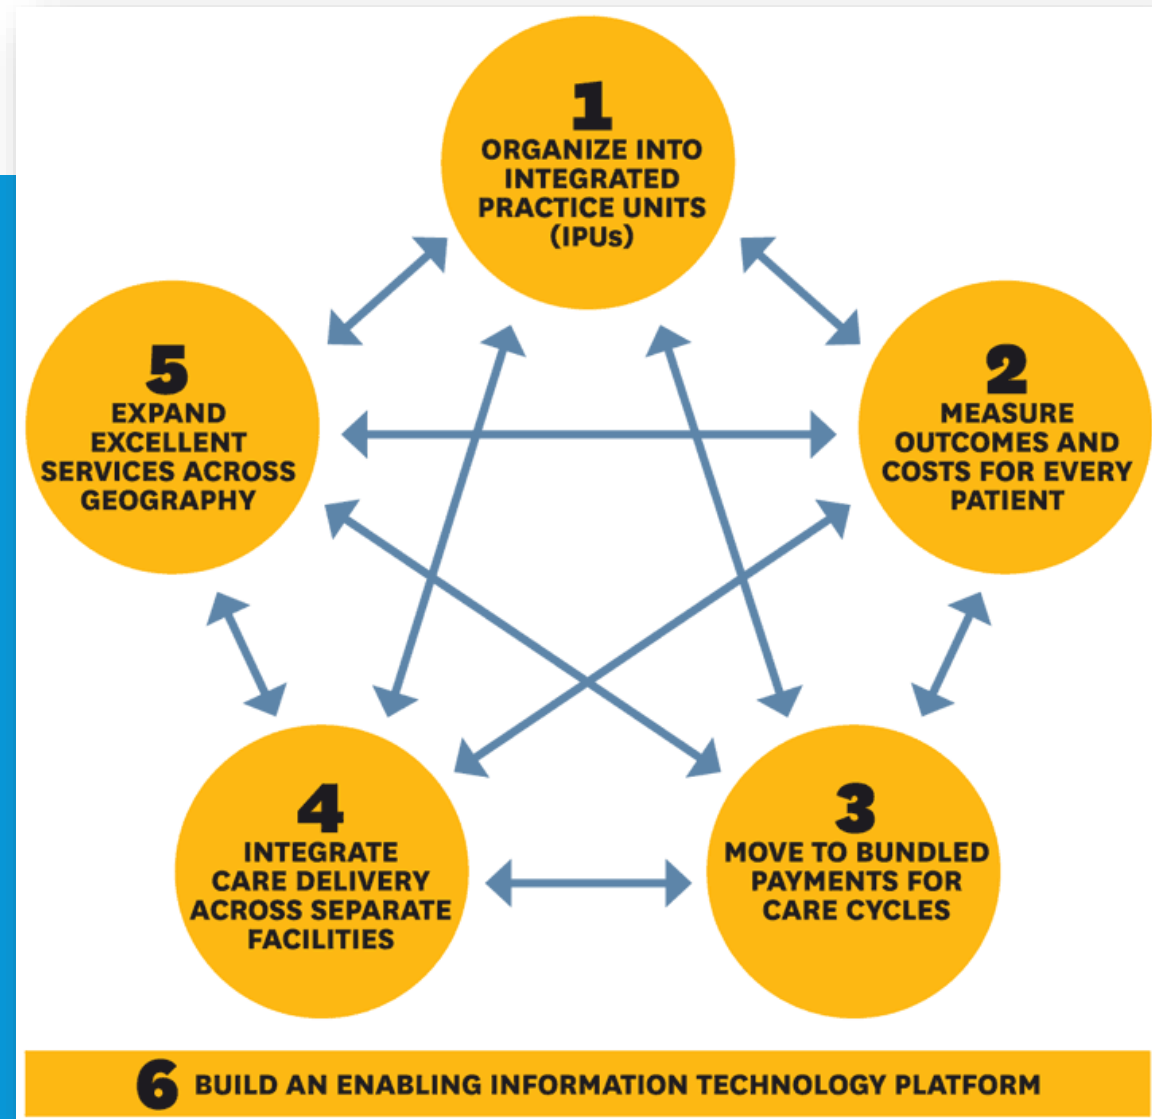 1
ORGANIZE INTO
INTEGRATED
PRACTICE UNITS
(IPUs)
2
MEASURE
OUTCOMES AND
COSTS FOR EVERY
PATIENT
3
MOVE TO BUNDLED
PAYMENTS FOR
CARE CYCLES
4
INTEGRATE
CARE DELIVERY
ACROSS SEPARATE
FACILITIES
5
EXPAND
EXCELLENT
SERVICES ACROSS
GEOGRAPHY
6 BUILD AN ENABLING INFORMATION TECHNOLOGY PLATFORM